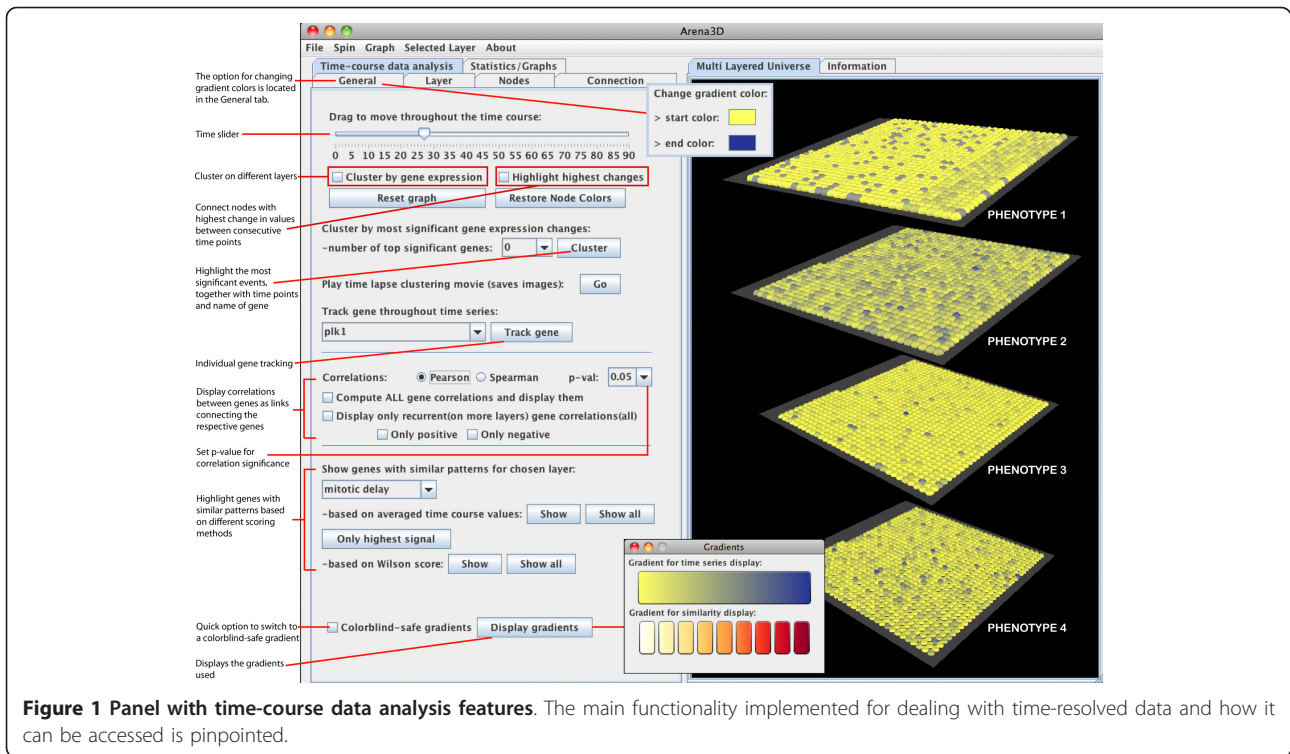 Arena3D
File Spin Graph Selected Layer About
Time-course data analysis
Statistics/Graphs
General
Layer
Nodes
Connection
Drag to move throughout the time course:
0 5 10 15 20 25 30 35 40 45 50 55 60 65 70 75 80 85 90
Cluster by gene expression
Highlight highest changes
Reset graph
Restore Node Colors
Cluster by most significant gene expression changes:
-number of top significant genes:
0
Cluster
Play time lapse clustering movie (saves images):
Go
Track gene throughout time series:
plk1
Track gene
Correlations:
Pearson
Spearman
p-val:
0.05
Compute ALL gene correlations and display them
Display only recurrent(on more layers) gene correlations(all)
Only positive
Only negative
Show genes with similar patterns for chosen layer:
mitotic delay
-based on averaged time course values:
Show
Show all
Only highest signal
-based on Wilson score:
Show
Show all
Colorblind-safe gradients
Display gradients
The option for changing
gradient colors is located
in the General tab.
Time slider
Cluster on different layers
Connect nodes with
highest change in values
between consecutive
time points
Highlight the most
significant events,
together with time points
and name of gene
Individual gene tracking
Display correlations
between genes as links
connecting the
respective genes
Set p-value for
correlation significance
Highlight genes with
similar patterns based
on different scoring
methods
Quick option to switch to
a colorblind-safe gradient
Displays the gradients
used
Change gradient color:
> start color:
> end color:
Multi Layered Universe
Information
PHENOTYPE 1
PHENOTYPE 2
PHENOTYPE 3
PHENOTYPE 4
Gradients
Gradient for time series display:
Gradient for similarity display:
Figure 1 Panel with time-course data analysis features. The main functionality implemented for dealing with time-resolved data and how it
can be accessed is pinpointed.